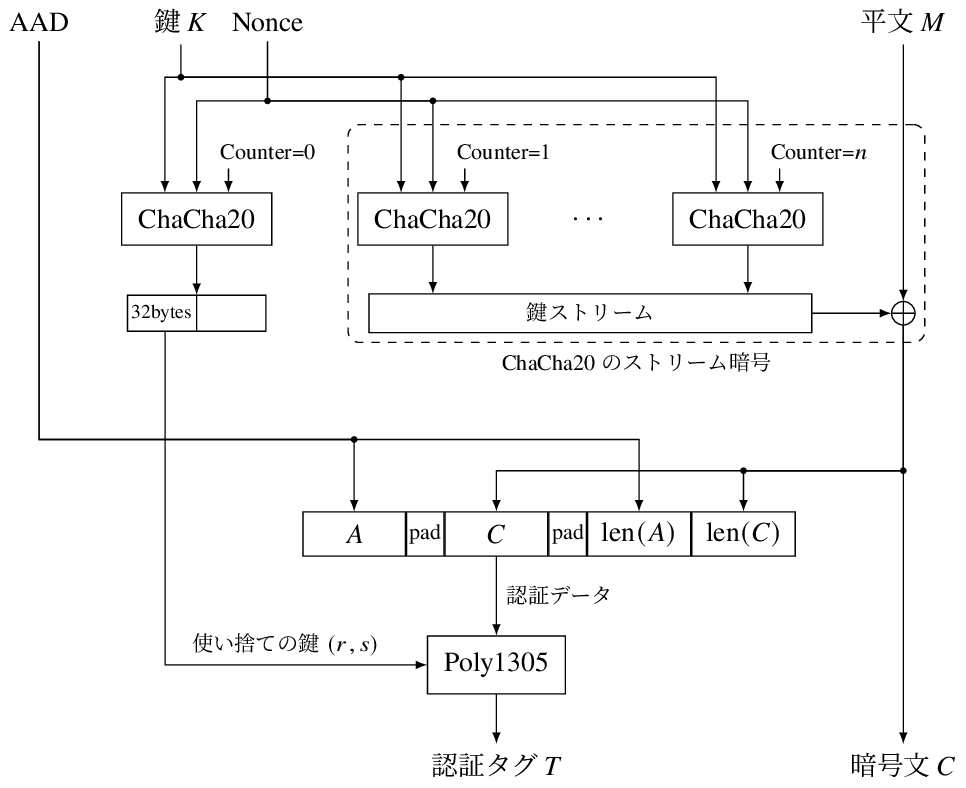 AAD 鍵 K Nonce 平文 M
Counter=0 Counter=1 Counter=n
ChaCha20 ChaCha20 · · · ChaCha20
32bytes 鍵ストリーム
ChaCha20 のストリーム暗号
A pad C pad len(A) len(C)
認証データ
使い捨ての鍵 (r, s)
Poly1305
認証タグ T 暗号文 C